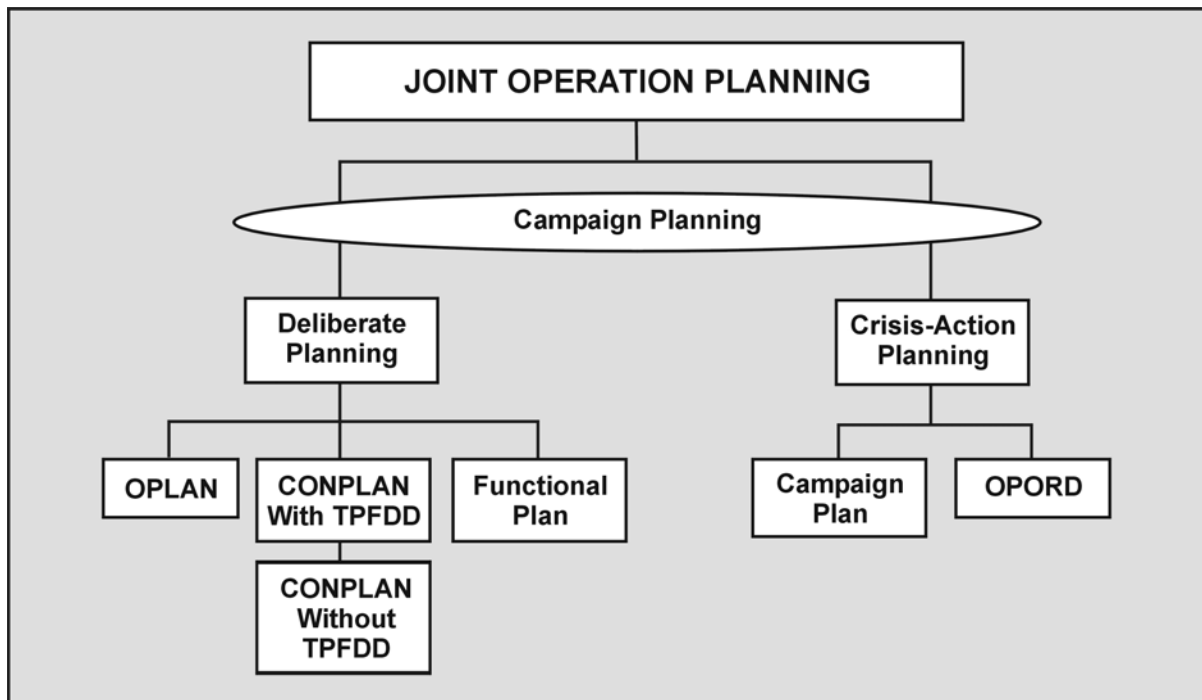 JOINT OPERATION PLANNING
Campaign Planning
Deliberate
Planning
Crisis-Action
Planning
OPLAN
CONPLAN
With TPFDD
Functional
Plan
Campaign
Plan
OPORD
CONPLAN
Without
TPFDD